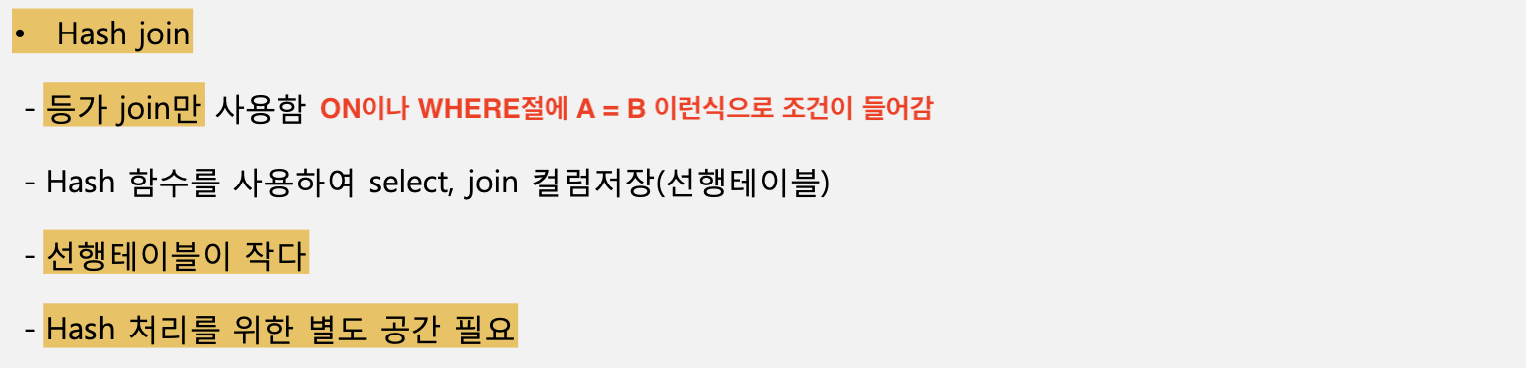 • Hash join
- 등가 join만 사용함 ON이나 WHERE절에 A = B 이런식으로 조건이 들어감
- Hash 함수를 사용하여 select, join 컬럼저장(선행테이블)
- 선행테이블이 작다
- Hash 처리를 위한 별도 공간 필요